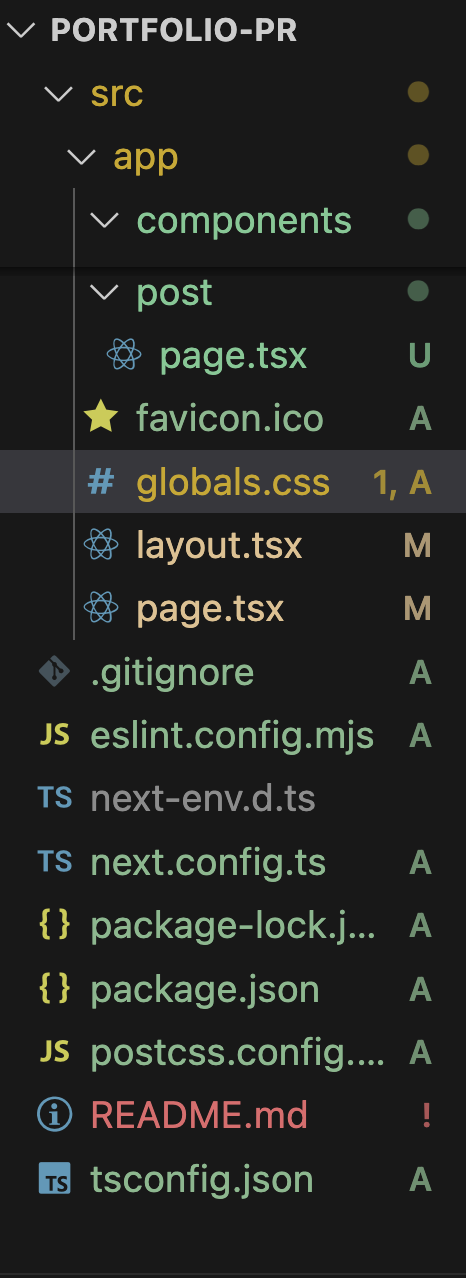 PORTFOLIO-PR
src
app
components
post
page.tsx U
favicon.ico A
# globals.css 1, A
layout.tsx M
page.tsx M
.gitignore A
JS eslint.config.mjs A
TS next-env.d.ts
TS next.config.ts A
{} package-lock.j... A
{} package.json A
JS postcss.config.... A
README.md !
TS tsconfig.json A